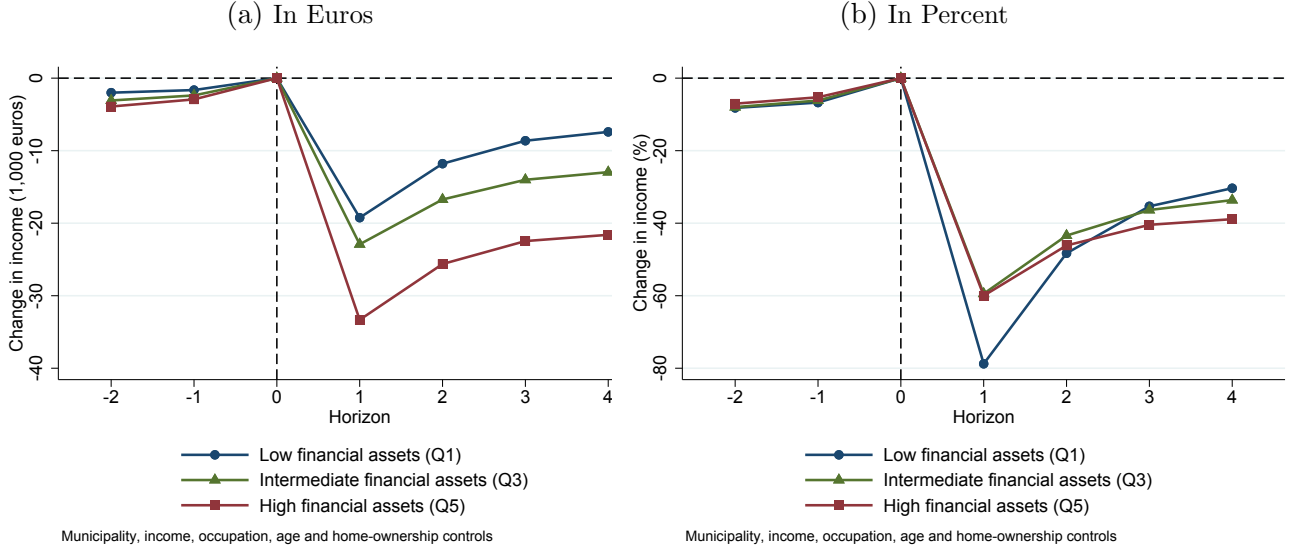 (a) In Euros
Change in income (1,000 euros)
0
-10
-20
-30
-40
-2 -1 0 1 2 3 4
Horizon
Low financial assets (Q1)
Intermediate financial assets (Q3)
High financial assets (Q5)
Municipality, income, occupation, age and home-ownership controls
(b) In Percent
Change in income (%)
0
-20
-40
-60
-80
-2 -1 0 1 2 3 4
Horizon
Low financial assets (Q1)
Intermediate financial assets (Q3)
High financial assets (Q5)
Municipality, income, occupation, age and home-ownership controls